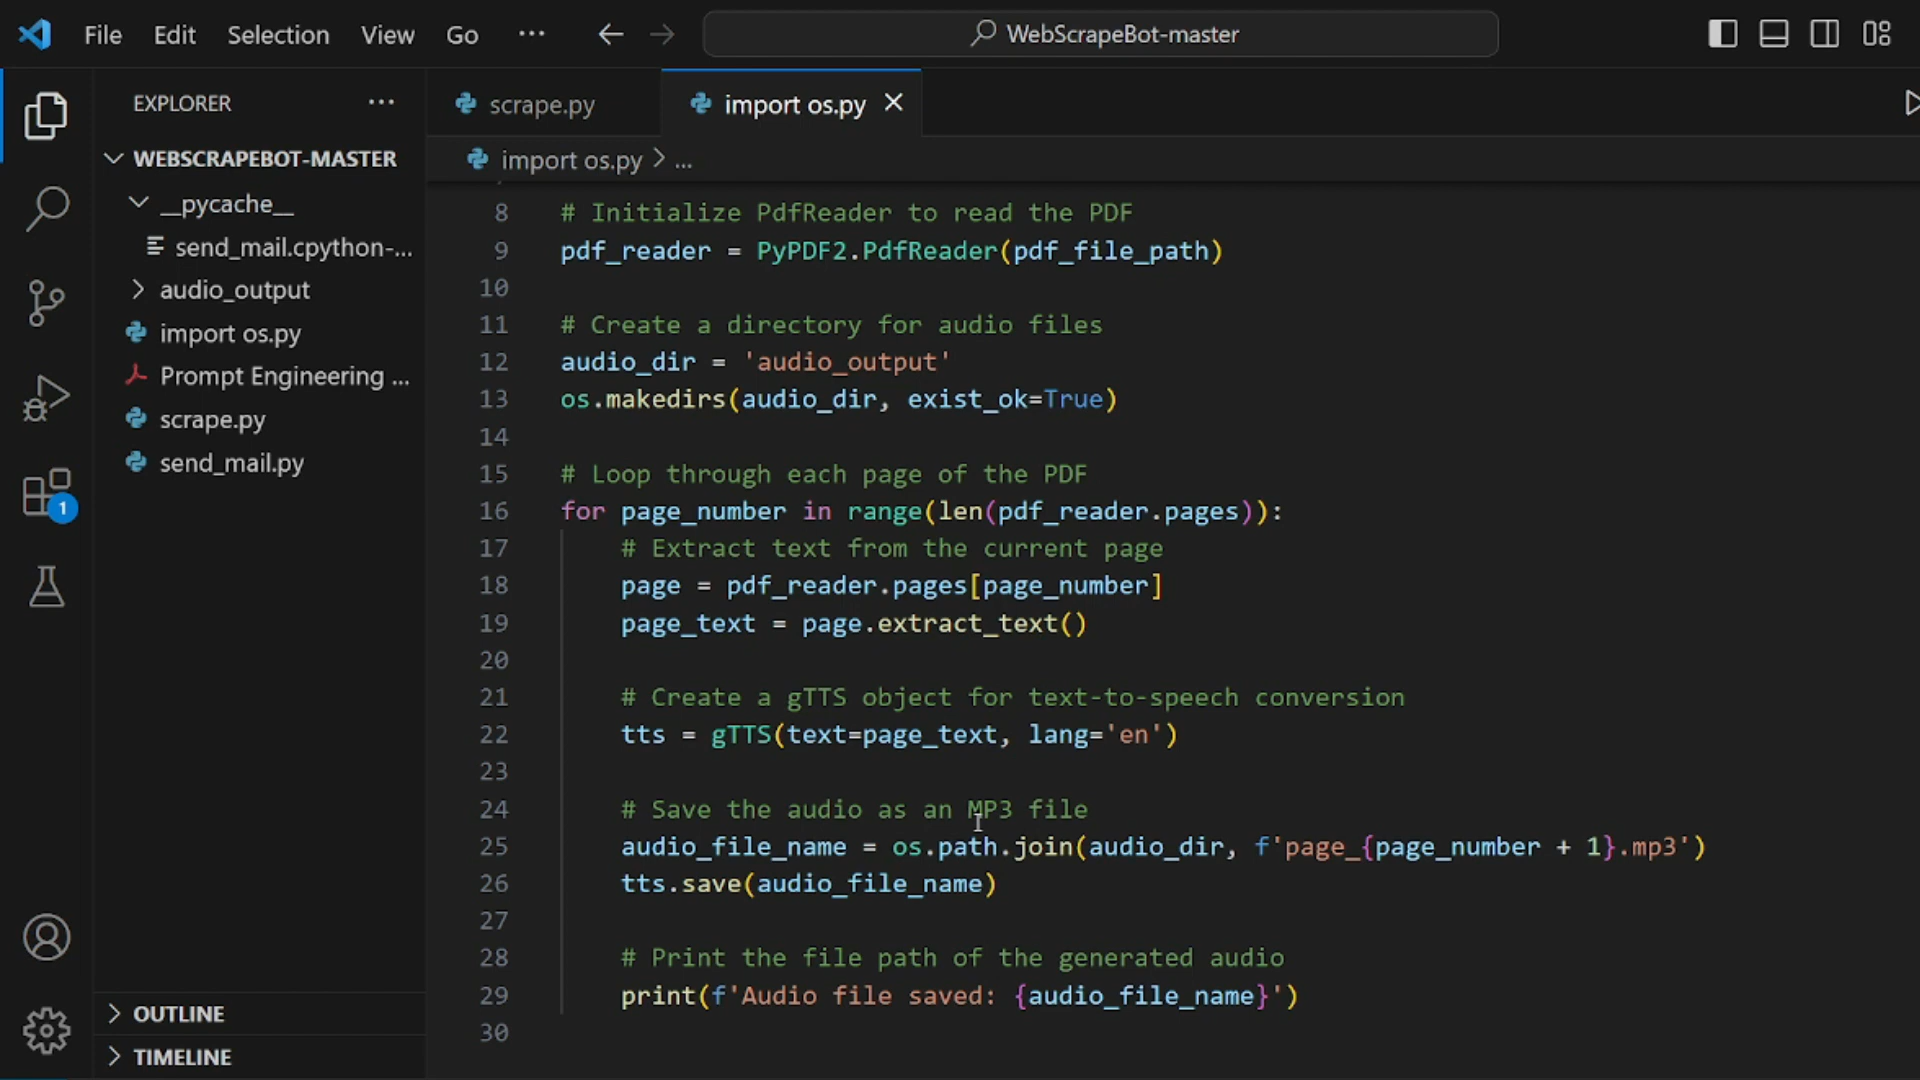 File Edit Selection View Go ··· WebScrapeBot-master
EXPLORER ···
WEBSCRAPEBOT-MASTER
__pycache__
send_mail.cpython-...
audio_output
import os.py
Prompt Engineering ...
scrape.py
send_mail.py
1
OUTLINE
TIMELINE
scrape.py import os.py
import os.py > ...
8 # Initialize PdfReader to read the PDF
9 pdf_reader = PyPDF2.PdfReader(pdf_file_path)
10
11 # Create a directory for audio files
12 audio_dir = 'audio_output'
13 os.makedirs(audio_dir, exist_ok=True)
14
15 # Loop through each page of the PDF
16 for page_number in range(len(pdf_reader.pages)):
17     # Extract text from the current page
18     page = pdf_reader.pages[page_number]
19     page_text = page.extract_text()
20
21     # Create a gTTS object for text-to-speech conversion
22     tts = gTTS(text=page_text, lang='en')
23
24     # Save the audio as an MP3 file
25     audio_file_name = os.path.join(audio_dir, f'page_{page_number + 1}.mp3')
26     tts.save(audio_file_name)
27
28     # Print the file path of the generated audio
29     print(f'Audio file saved: {audio_file_name}')
30